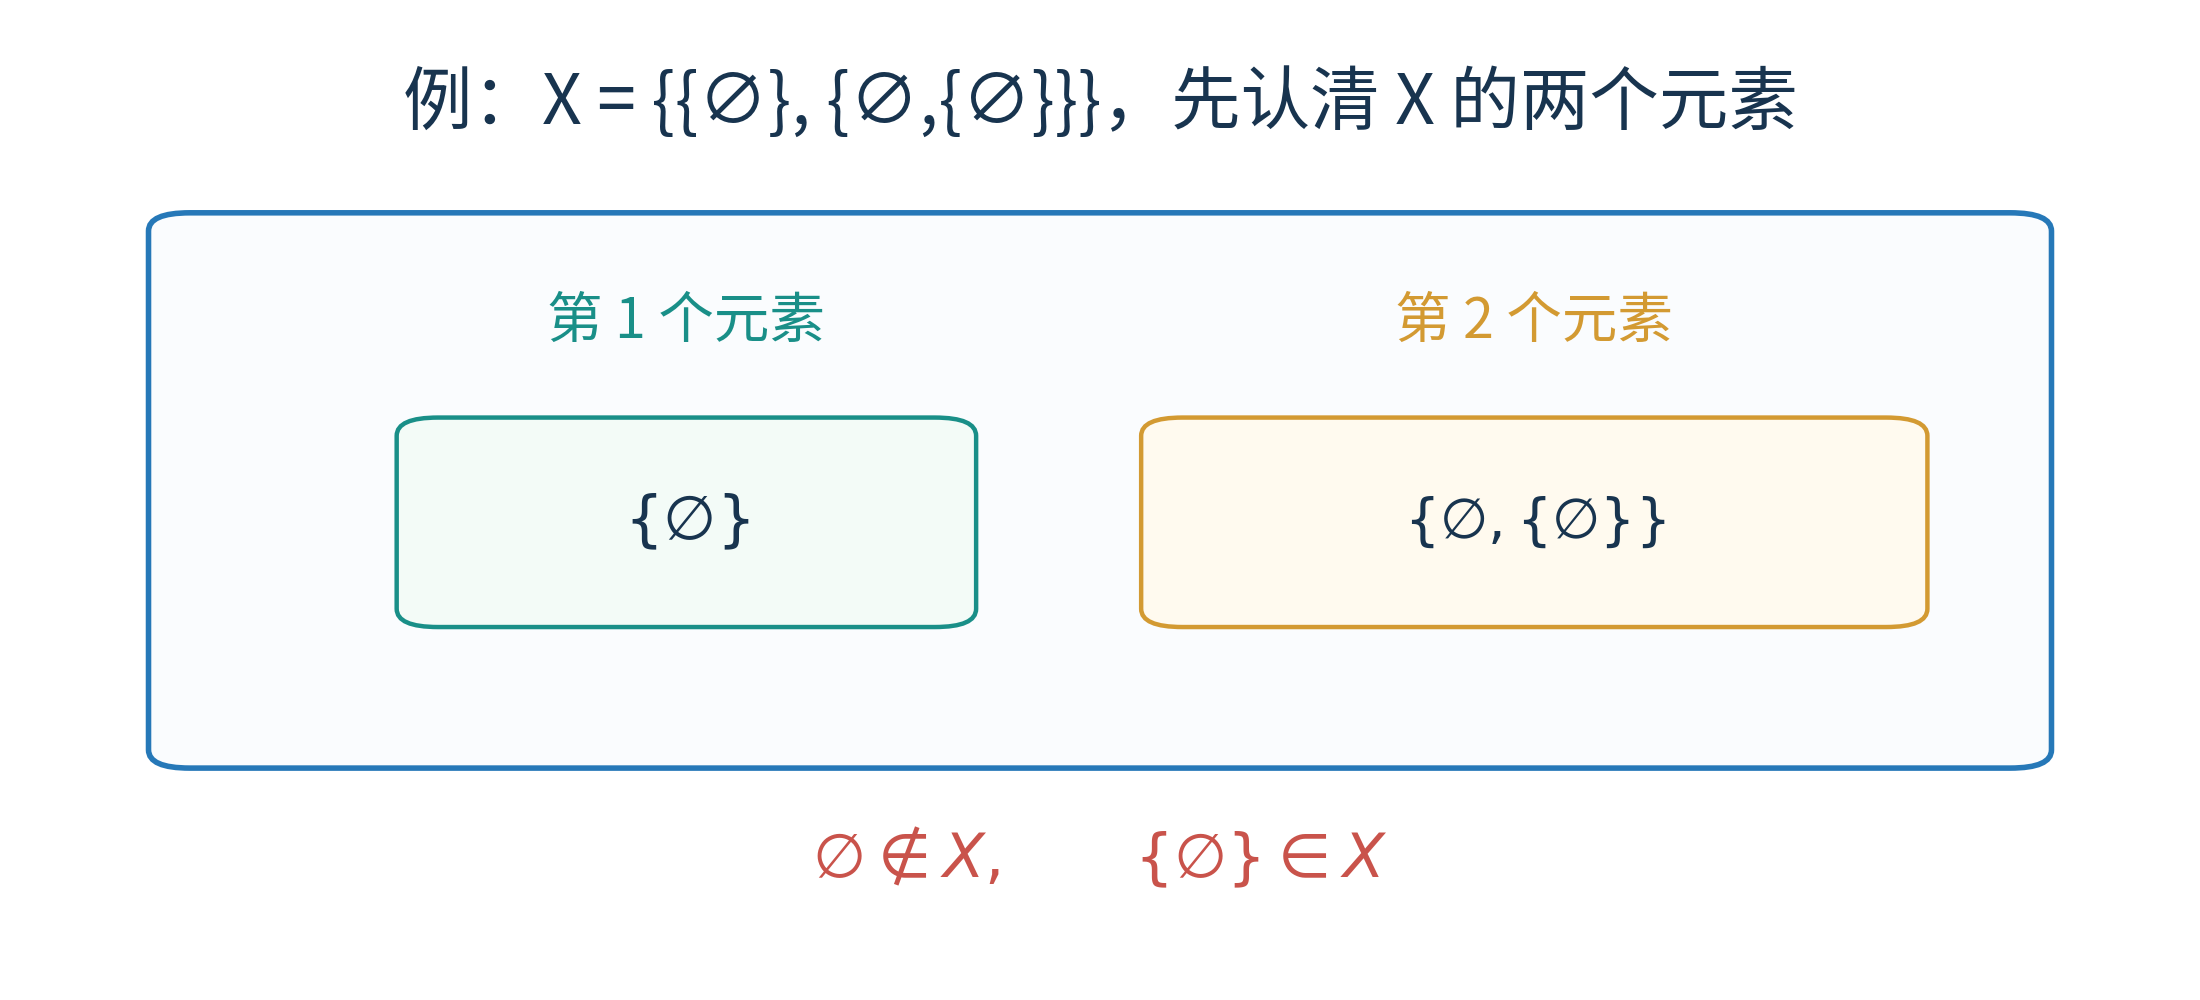 例：X = {{∅}, {∅,{∅}}}，先认清 X 的两个元素
第 1 个元素
第 2 个元素
{∅}
{∅, {∅}}
∅ ∉ X, {∅} ∈ X